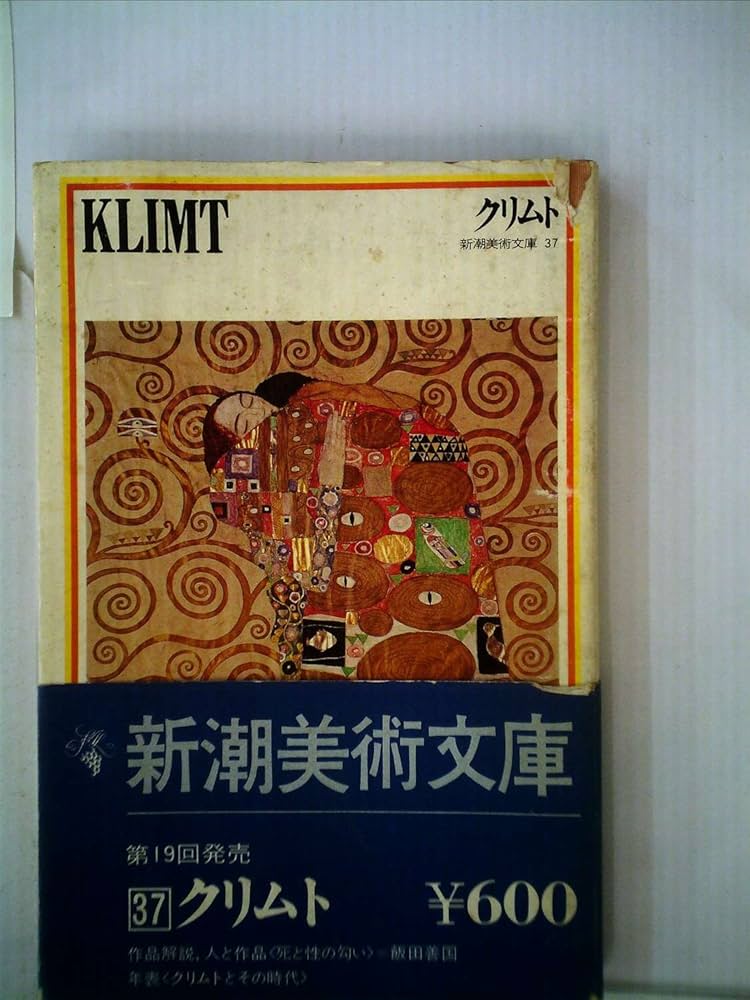 KLIMT
クリムト
新潮美術文庫 37
新潮美術文庫
第19回発売
37 クリムト ¥600
作品解説,人と作品〈死と性の匂い〉=飯田善国
年表〈クリムトとその時代〉